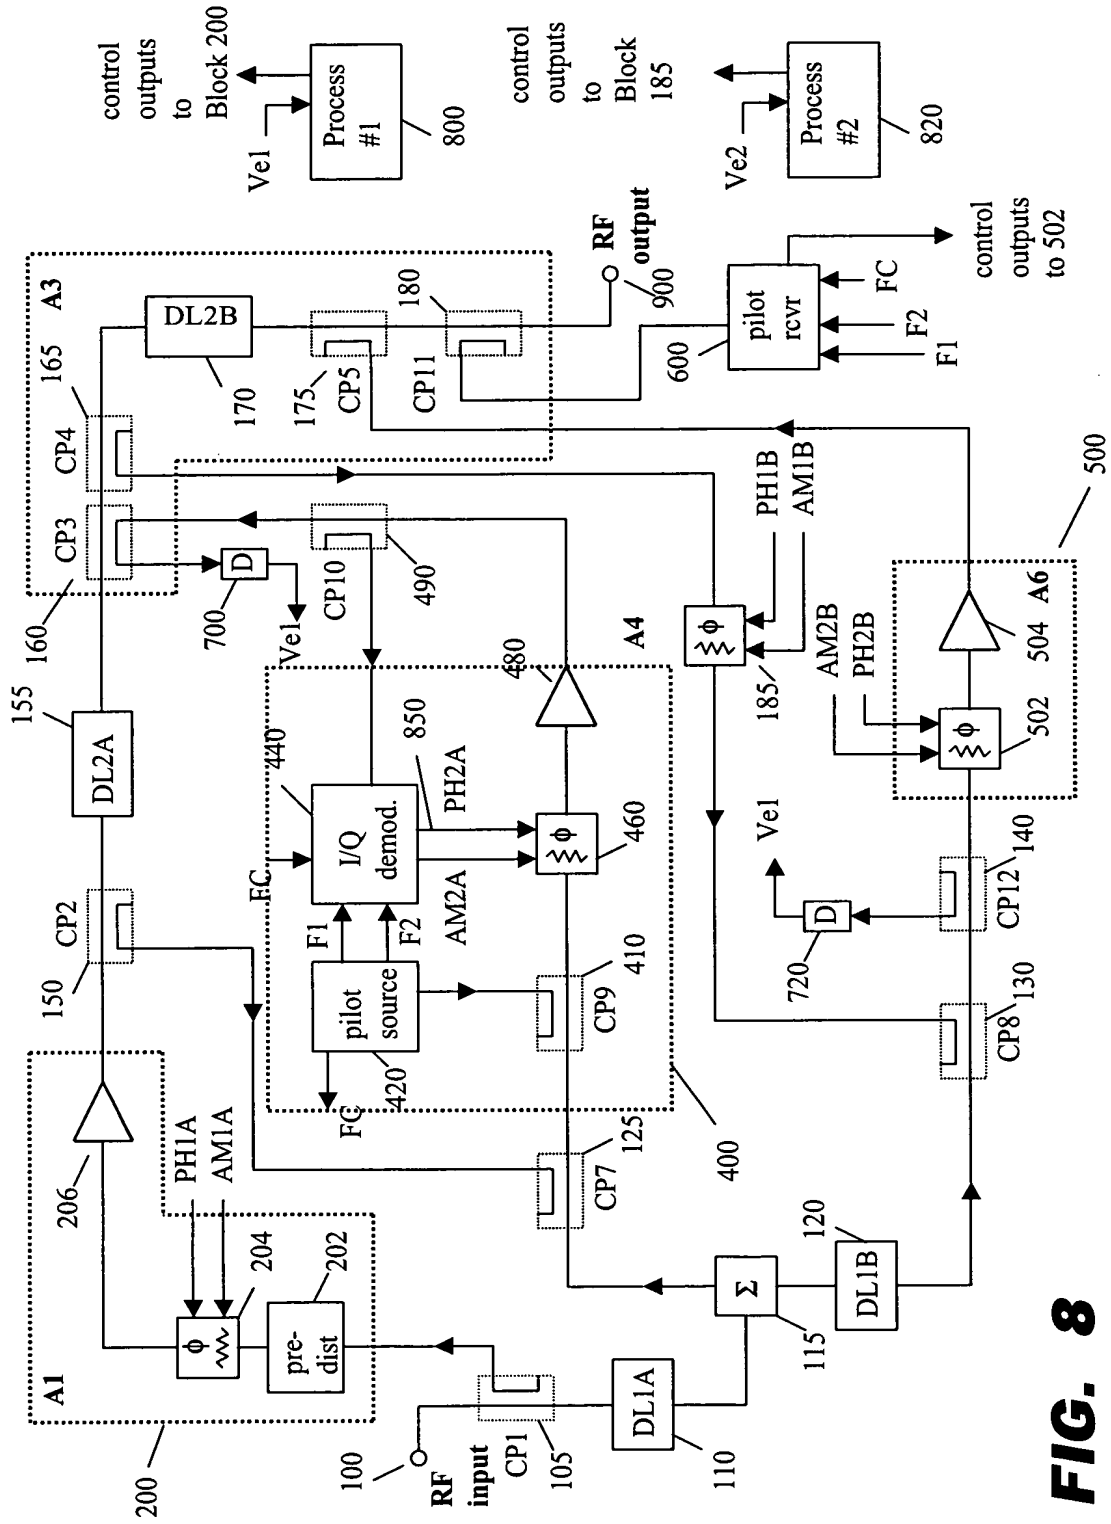 A1
200
206
PH1A
AM1A
204
202
ϕ
pre-
dist
100
RF
input
CP1
105
DL1A
110
Σ
115
DL1B
120
CP2
150
DL2A
155
CP3
160
CP4
165
A3
DL2B
170
175
CP5
CP11
180
RF
output
900
D
700
Ve1
CP10
490
CP7
125
400
FC
pilot
source
420
F1
F2
FC
I/Q
demod.
440
850
PH2A
AM2A
ϕ
460
480
A4
CP9
410
ϕ
185
PH1B
AM1B
CP8
130
CP12
140
D
720
Ve1
AM2B
PH2B
ϕ
502
504
A6
500
pilot
rcvr
600
F1
F2
FC
control
outputs
to 502
control
outputs
to
Block 200
Ve1
Process
#1
800
control
outputs
to
Block
185
Ve2
Process
#2
820
FIG. 8